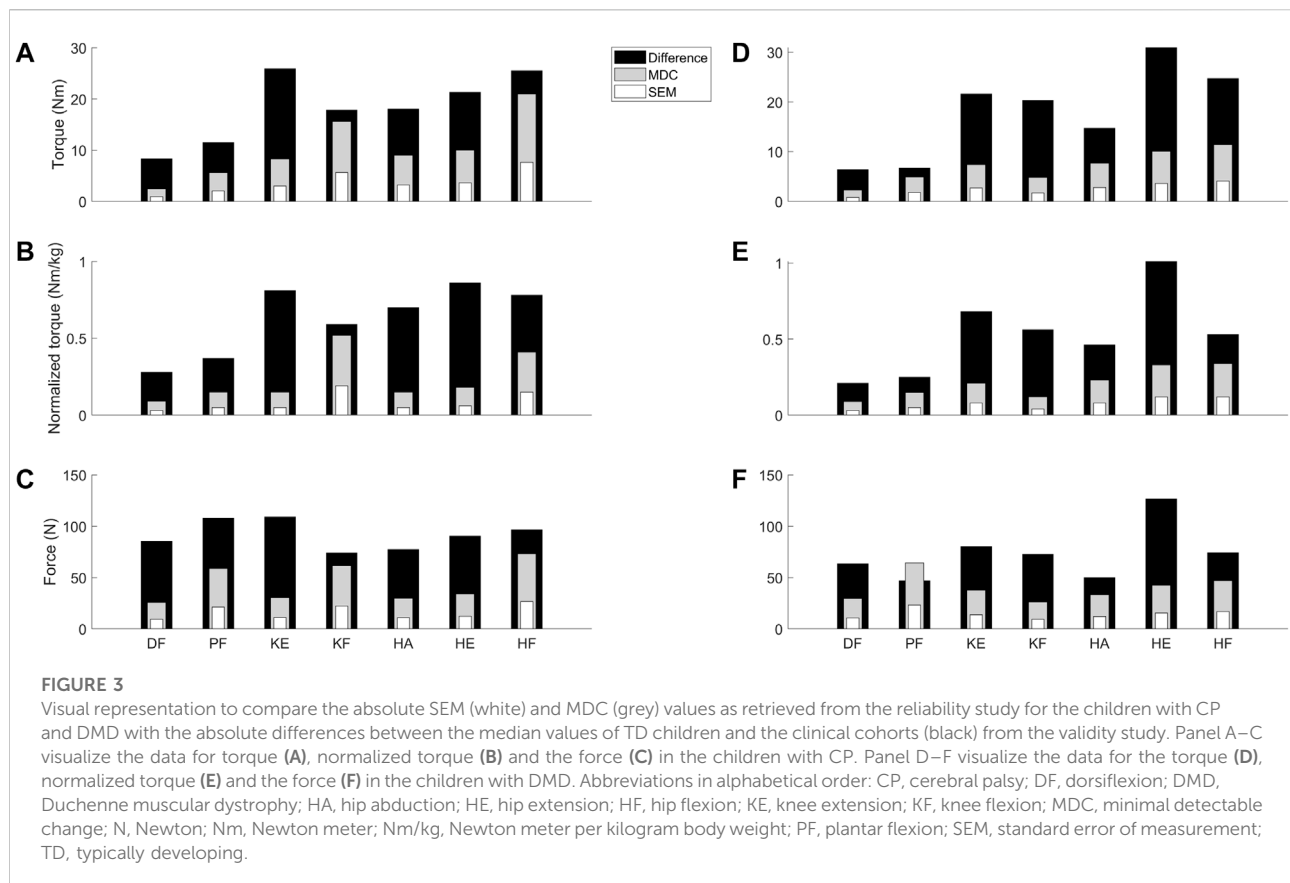 A
30
20
10
0
Torque (Nm)
Difference
MDC
SEM
D
30
20
10
0
B
1
0.5
0
Normalized torque (Nm/kg)
E
1
0.5
0
C
150
100
50
0
Force (N)
DF PF KE KF HA HE HF
F
150
100
50
0
DF PF KE KF HA HE HF
FIGURE 3
Visual representation to compare the absolute SEM (white) and MDC (grey) values as retrieved from the reliability study for the children with CP
and DMD with the absolute differences between the median values of TD children and the clinical cohorts (black) from the validity study. Panel A–C
visualize the data for torque (A), normalized torque (B) and the force (C) in the children with CP. Panel D–F visualize the data for the torque (D),
normalized torque (E) and the force (F) in the children with DMD. Abbreviations in alphabetical order: CP, cerebral palsy; DF, dorsiflexion; DMD,
Duchenne muscular dystrophy; HA, hip abduction; HE, hip extension; HF, hip flexion; KE, knee extension; KF, knee flexion; MDC, minimal detectable
change; N, Newton; Nm, Newton meter; Nm/kg, Newton meter per kilogram body weight; PF, plantar flexion; SEM, standard error of measurement;
TD, typically developing.